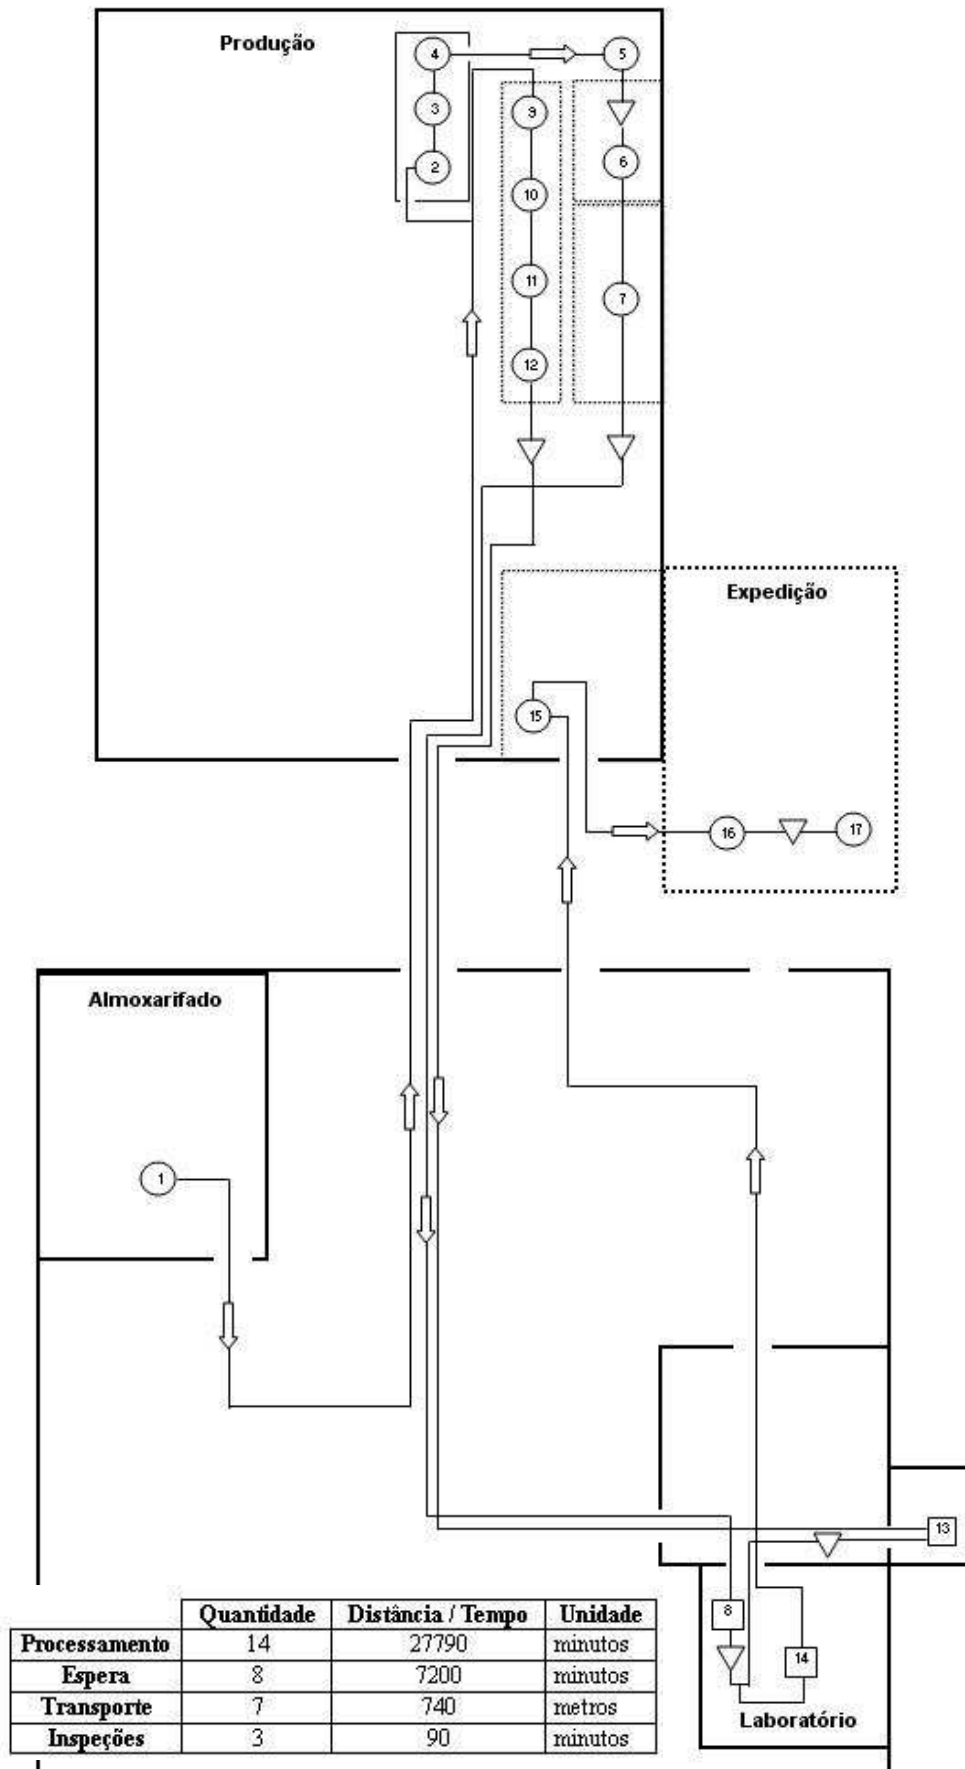 Produção
4
5
3
9
2
6
10
11
7
12
Expedição
15
16
17
Almoxarifado
1
13
8
14
Laboratório
Quantidade Distância / Tempo Unidade
Processamento 14 27790 minutos
Espera 8 7200 minutos
Transporte 7 740 metros
Inspeções 3 90 minutos